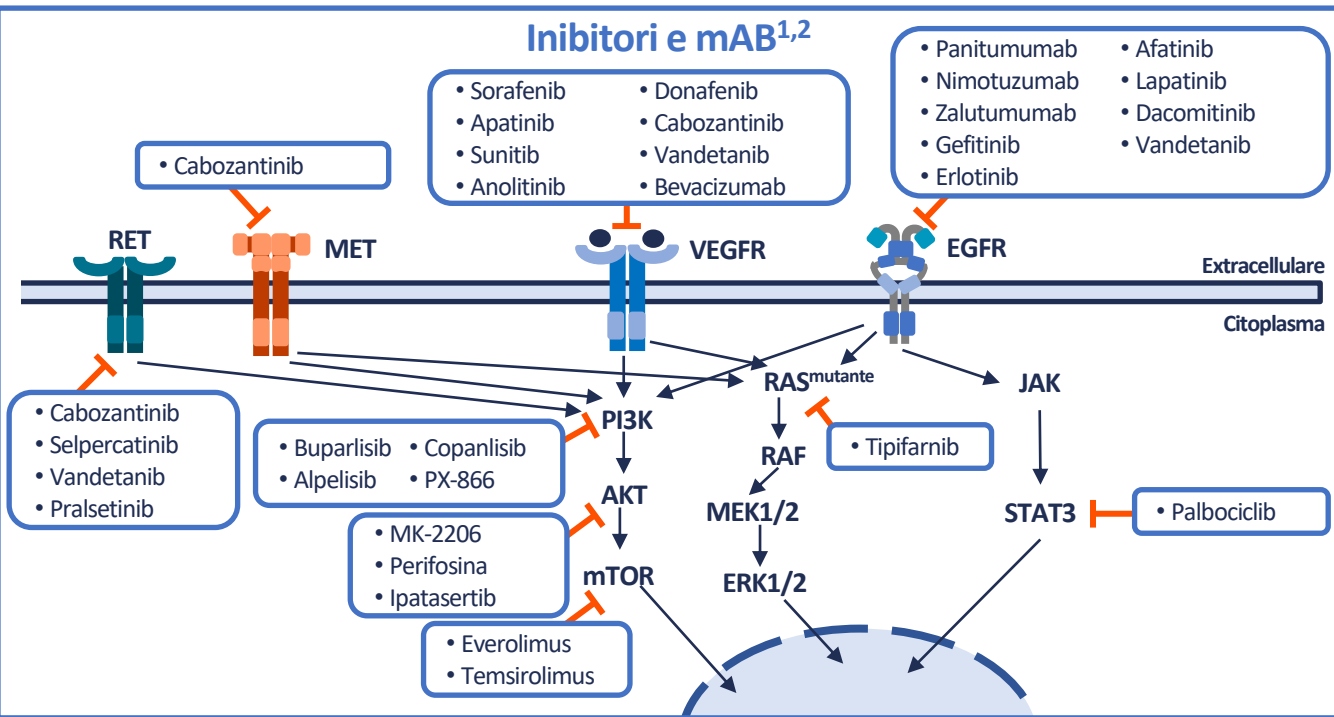 Inibitori e mAB1,2
• Panitumumab
• Nimotuzumab
• Zalutumumab
• Gefitinib
• Erlotinib
• Afatinib
• Lapatinib
• Dacomitinib
• Vandetanib
• Sorafenib
• Apatinib
• Sunitib
• Anolitinib
• Donafenib
• Cabozantinib
• Vandetanib
• Bevacizumab
• Cabozantinib
RET
MET
VEGFR
EGFR
Extracellulare
Citoplasma
RASmutante
JAK
• Cabozantinib
• Selpercatinib
• Vandetanib
• Pralsetinib
• Buparlisib
• Alpelisib
• Copanlisib
• PX-866
PI3K
• Tipifarnib
RAF
AKT
MEK1/2
STAT3
• Palbociclib
• MK-2206
• Perifosina
• Ipatasertib
mTOR
ERK1/2
• Everolimus
• Temsirolimus